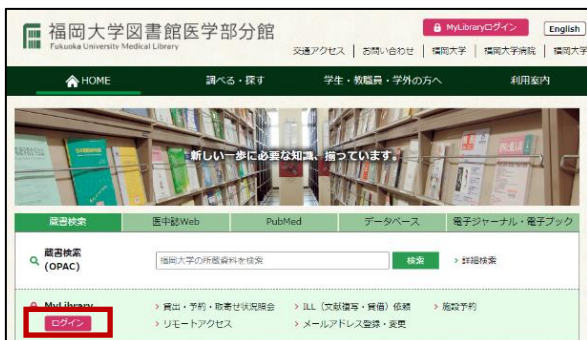 福岡大学図書館医学部分館
Fukuoka University Medical Library
MyLibraryログイン
English
交通アクセス | お問い合わせ | 福岡大学 | 福岡大学病院 | 福岡大学
HOME 調べる・探す 学生・教職員・学外の方へ 利用案内
新しい一歩に必要な知識、揃っています。
蔵書検索 医中誌Web PubMed データベース 電子ジャーナル・電子ブック
蔵書検索
(OPAC)
福岡大学の所蔵資料を検索 検索 > 詳細検索
MyLibrary
ログイン
> 貸出・予約・取寄せ状況照会 > ILL(文献複写・貸借)依頼 > 施設予約
> リモートアクセス > メールアドレス登録・変更